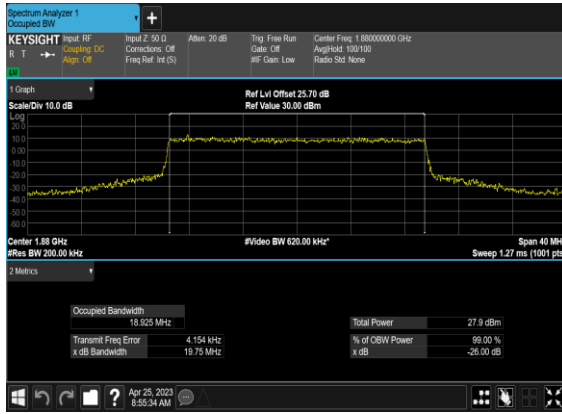 Spectrum Analyzer 1
Occupied BW
KEYSIGHT
R T
LXI
Input: RF
Coupling: DC
Align: Off
Input Z: 50 Ω
Corrections: Off
Freq Ref: Int (S)
Atten: 20 dB
Trig: Free Run
Gate: Off
#IF Gain: Low
Center Freq: 1.880000000 GHz
Avg|Hold: 100/100
Radio Std: None
1 Graph
Scale/Div 10.0 dB
Ref Lvl Offset 25.70 dB
Ref Value 30.00 dBm
Log
20.0
10.0
0.00
-10.0
-20.0
-30.0
-40.0
-50.0
-60.0
Center 1.88 GHz
#Video BW 620.00 kHz*
Span 40 MH
#Res BW 200.00 kHz
Sweep 1.27 ms (1001 pts
2 Metrics
Occupied Bandwidth
18.925 MHz
Total Power 27.9 dBm
Transmit Freq Error 4.154 kHz
% of OBW Power 99.00 %
x dB Bandwidth 19.75 MHz
x dB -26.00 dB
?
Apr 25, 2023
8:55:34 AM